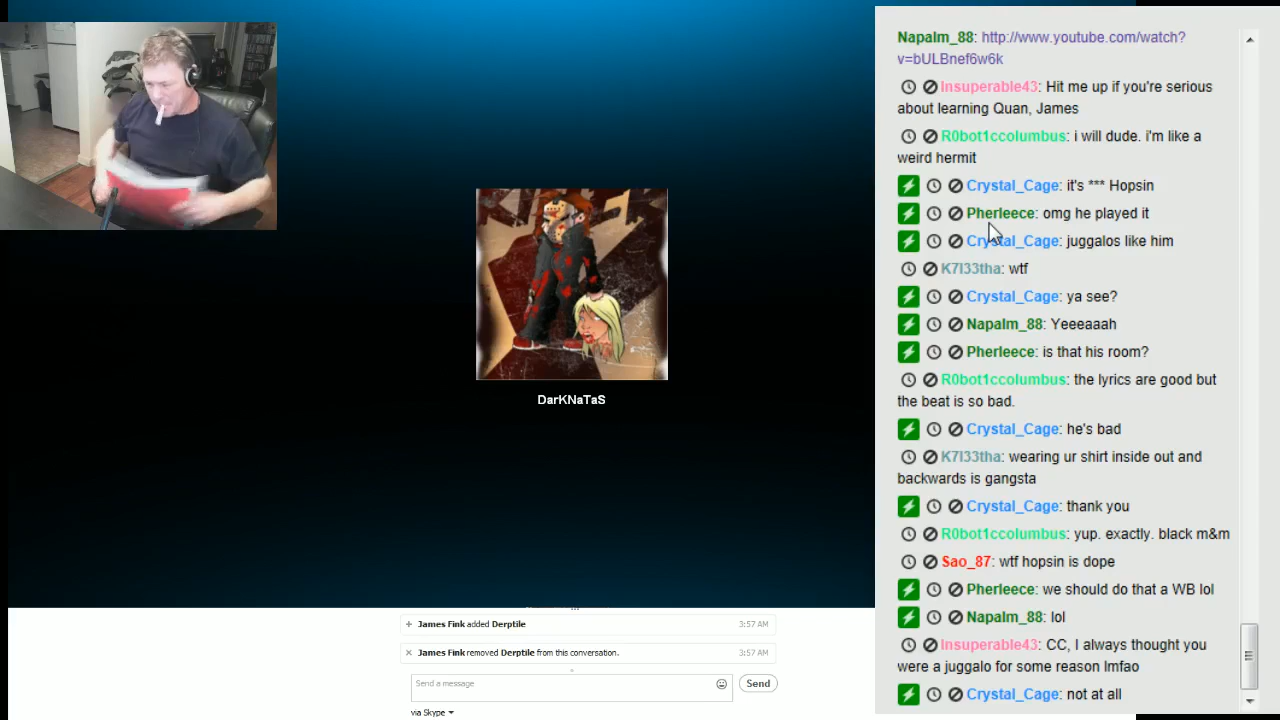 Napalm_88: http://www.youtube.com/watch?
v=bULBnef6w6k
Insuperable43: Hit me up if you're serious
about learning Quan, James
R0bot1ccolumbus: i will dude. i'm like a
weird hermit
Crystal_Cage: it's *** Hopsin
Pherleece: omg he played it
Crystal_Cage: juggalos like him
K7l33tha: wtf
Crystal_Cage: ya see?
Napalm_88: Yeeeaaah
Pherleece: is that his room?
R0bot1ccolumbus: the lyrics are good but
the beat is so bad.
Crystal_Cage: he's bad
K7l33tha: wearing ur shirt inside out and
backwards is gangsta
Crystal_Cage: thank you
R0bot1ccolumbus: yup. exactly. black m&m
Sao_87: wtf hopsin is dope
Pherleece: we should do that a WB lol
Napalm_88: lol
Insuperable43: CC, I always thought you
were a juggalo for some reason lmfao
Crystal_Cage: not at all
DarKNaTaS
James Fink added Derptile 3:57 AM
James Fink removed Derptile from this conversation. 3:57 AM
Send a message
Send
via Skype